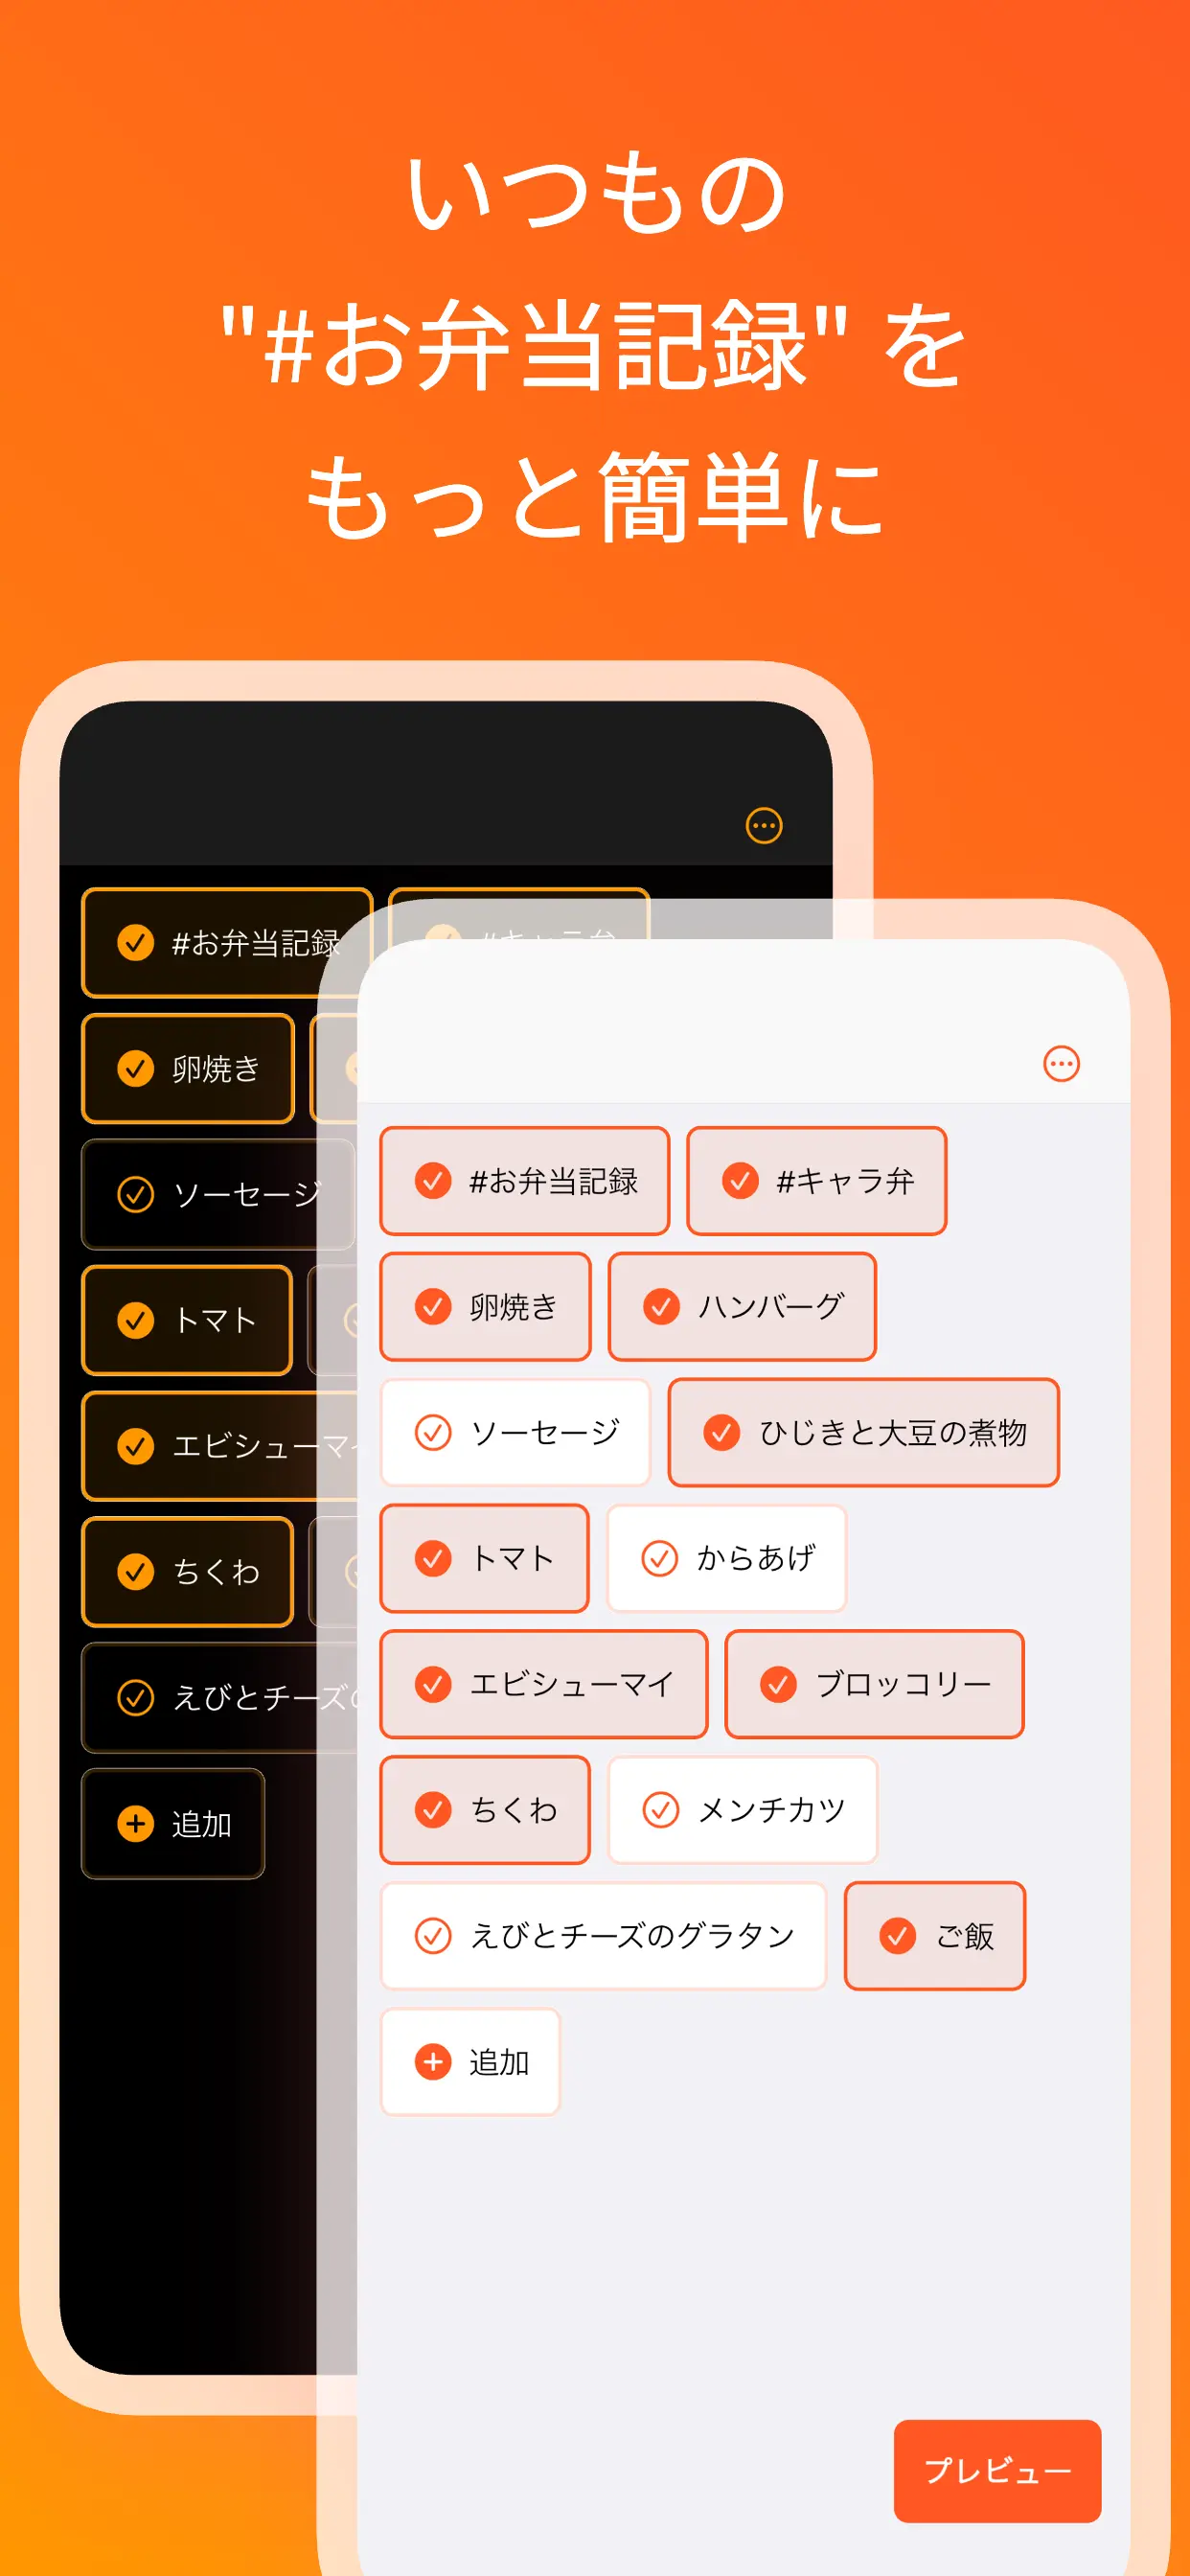 いつもの
"#お弁当記録" を
もっと簡単に
#お弁当記録 #キャラ弁
卵焼き
ソーセージ
トマト
エビシューマイ
ちくわ
えびとチーズの
追加
#お弁当記録 #キャラ弁
卵焼き ハンバーグ
ソーセージ ひじきと大豆の煮物
トマト からあげ
エビシューマイ ブロッコリー
ちくわ メンチカツ
えびとチーズのグラタン ご飯
追加
プレビュー